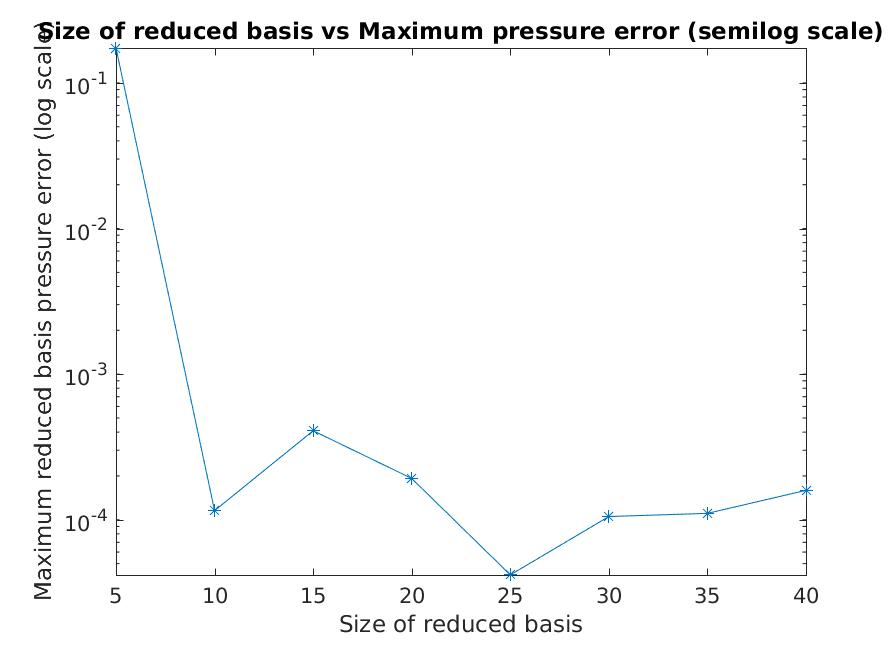 Size of reduced basis vs Maximum pressure error (semilog scale)
Maximum reduced basis pressure error (log scale)
10-1
10-2
10-3
10-4
5 10 15 20 25 30 35 40
Size of reduced basis